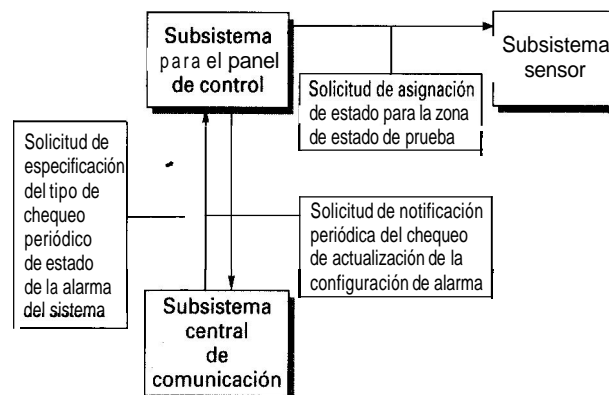 Subsistema
para el panel
de control
Subsistema
sensor
Solicitud de asignación
de estado para la zona
de estado de prueba
Solicitud de
especificación
del tipo de
chequeo
periódico
de estado
de la alarma
del sistema
Solicitud de notificación
periódica del chequeo
de actualización de la
configuración de alarma
Subsistema
central
de
comunicación